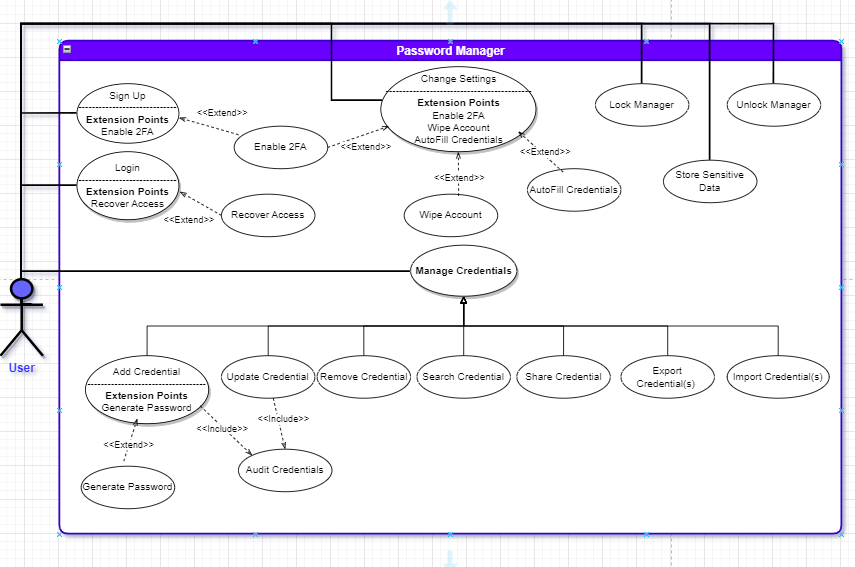 Password Manager
Sign Up
Extension Points
Enable 2FA
<<Extend>>
Enable 2FA
<<Extend>>
Change Settings
Extension Points
Enable 2FA
Wipe Account
AutoFill Credentials
<<Extend>>
AutoFill Credentials
<<Extend>>
Wipe Account
Lock Manager
Unlock Manager
Store Sensitive
Data
Login
Extension Points
Recover Access
<<Extend>>
Recover Access
Manage Credentials
User
Add Credential
Extension Points
Generate Password
Update Credential
Remove Credential
Search Credential
Share Credential
Export
Credential(s)
Import Credential(s)
<<Include>>
<<Include>>
<<Extend>>
Audit Credentials
Generate Password